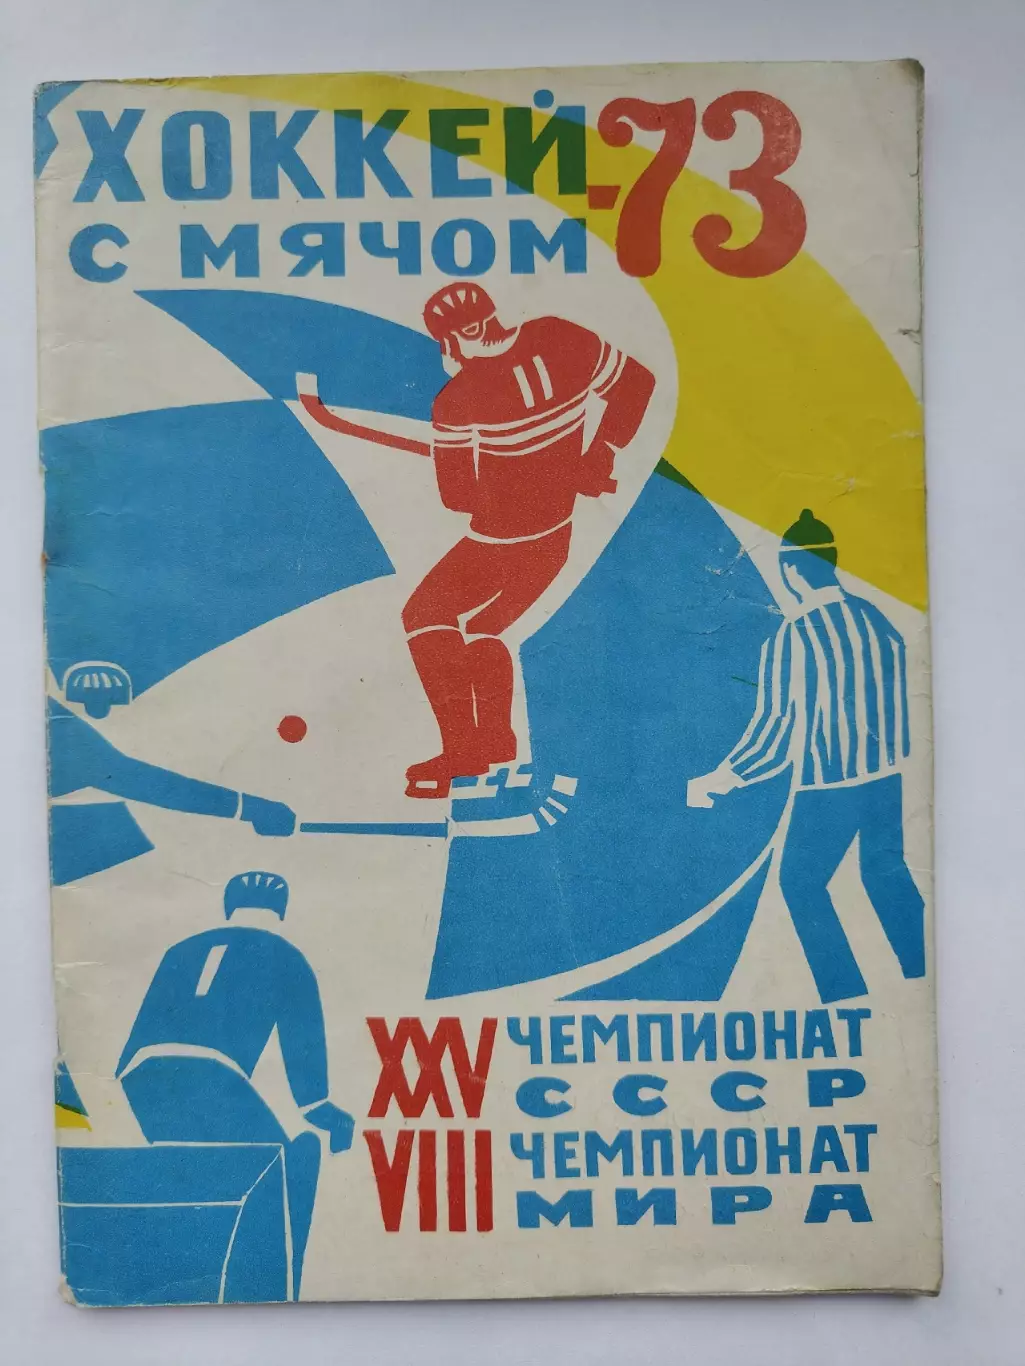 ХОККЕЙ-73
С МЯЧОМ
11
1
XXV ЧЕМПИОНАТ
СССР
VIII ЧЕМПИОНАТ
МИРА